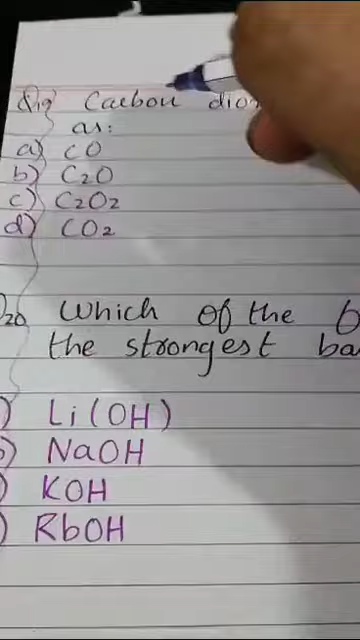 Q19 Carbon
as:
a) CO
b) C2O
c) C2O2
d) CO2
Q20 Which of the
the strongest
) Li(OH)
) NaOH
) KOH
) RbOH